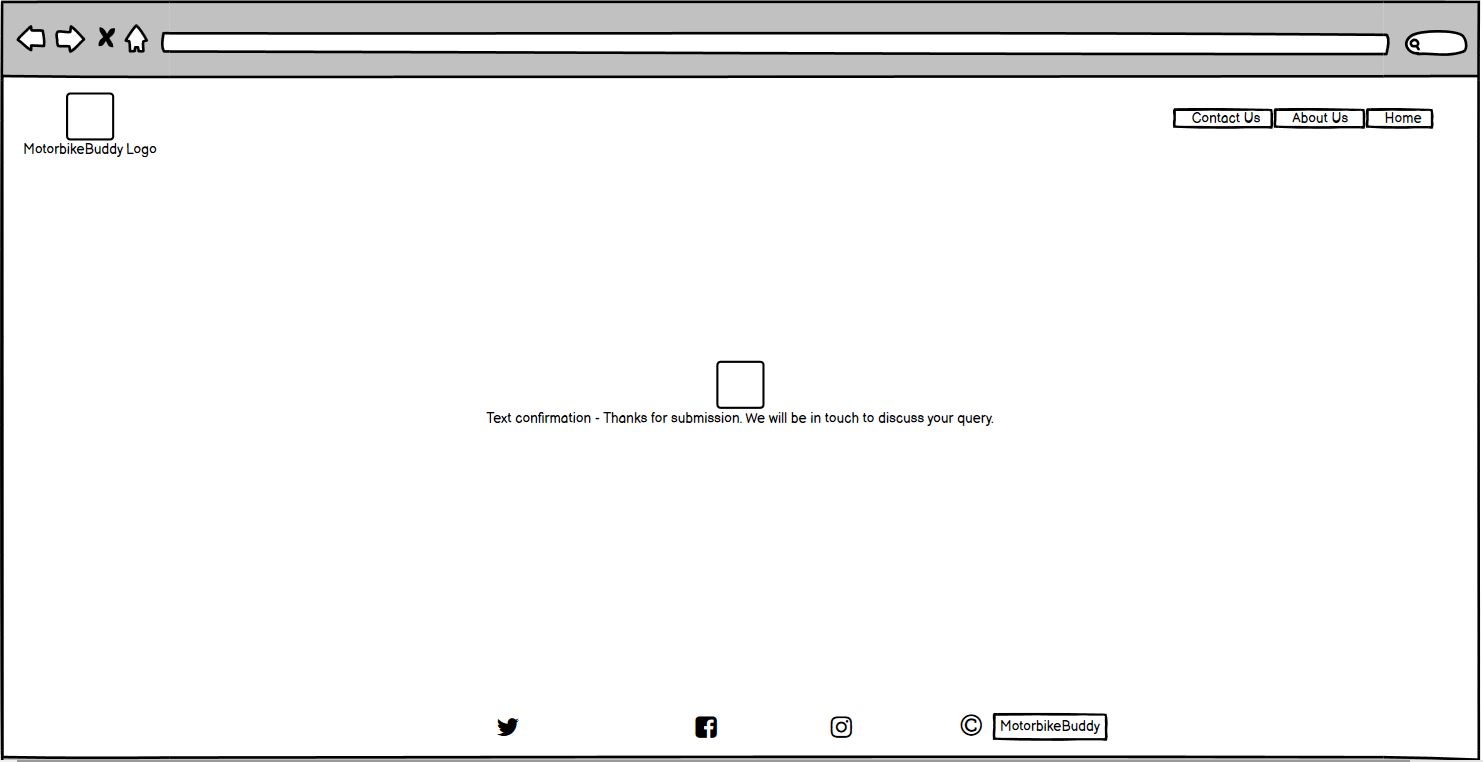 Contact Us About Us Home
MotorbikeBuddy Logo
Text confirmation - Thanks for submission. We will be in touch to discuss your query.
© MotorbikeBuddy